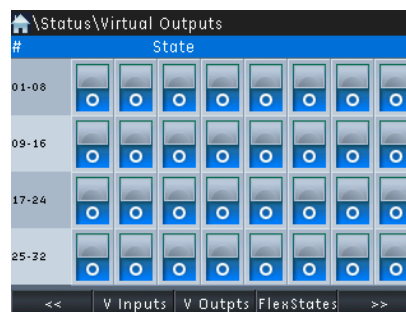 \Status\Virtual Outputs
# State
01-08
09-16
17-24
25-32
<< V Inputs V Outpts FlexStates >>